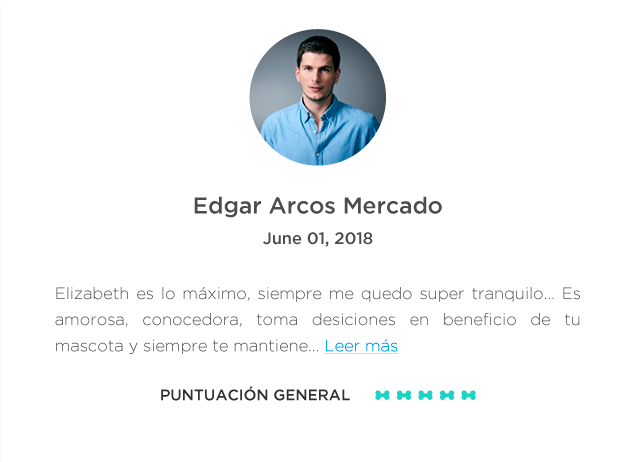 Edgar Arcos Mercado
June 01, 2018
Elizabeth es lo máximo, siempre me quedo super tranquilo... Es
amorosa, conocedora, toma desiciones en beneficio de tu
mascota y siempre te mantiene... Leer más
PUNTUACIÓN GENERAL